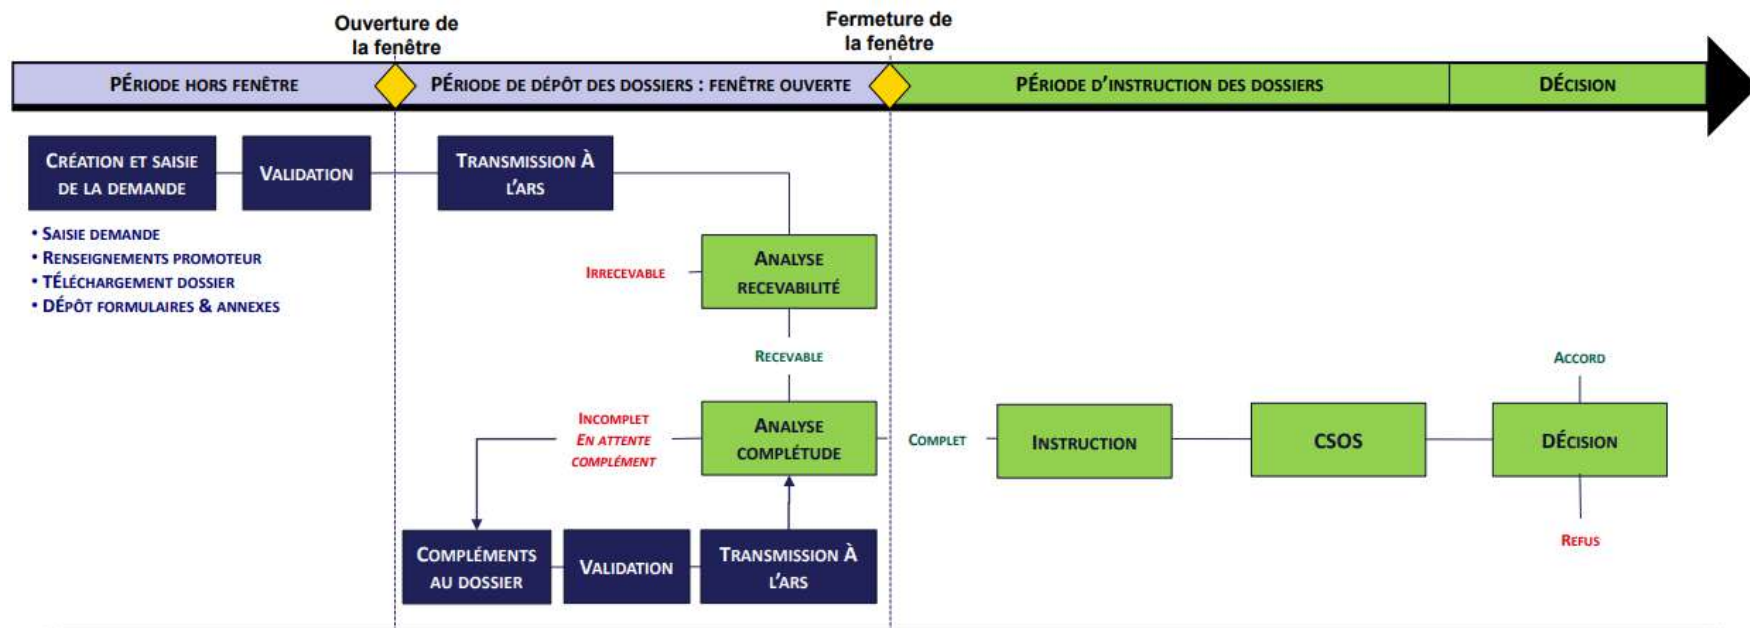 Ouverture de
la fenêtre
Fermeture de
la fenêtre
PÉRIODE HORS FENÊTRE
PÉRIODE DE DÉPÔT DES DOSSIERS : FENÊTRE OUVERTE
PÉRIODE D'INSTRUCTION DES DOSSIERS
DÉCISION
CRÉATION ET SAISIE
DE LA DEMANDE
VALIDATION
TRANSMISSION À
L'ARS
• SAISIE DEMANDE
• RENSEIGNEMENTS PROMOTEUR
• TÉLÉCHARGEMENT DOSSIER
• DÉPÔT FORMULAIRES & ANNEXES
IRRECEVABLE
ANALYSE
RECEVABILITÉ
RECEVABLE
INCOMPLET
EN ATTENTE
COMPLÉMENT
ANALYSE
COMPLÉTUDE
COMPLET
INSTRUCTION
CSOS
ACCORD
DÉCISION
REFUS
COMPLÉMENTS
AU DOSSIER
VALIDATION
TRANSMISSION À
L'ARS